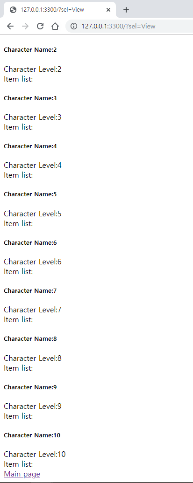 127.0.0.1:3300/?sel=View
127.0.0.1:3300/?sel=View
Character Name:2
Character Level:2
Item list:
Character Name:3
Character Level:3
Item list:
Character Name:4
Character Level:4
Item list:
Character Name:5
Character Level:5
Item list:
Character Name:6
Character Level:6
Item list:
Character Name:7
Character Level:7
Item list:
Character Name:8
Character Level:8
Item list:
Character Name:9
Character Level:9
Item list:
Character Name:10
Character Level:10
Item list:
Main page